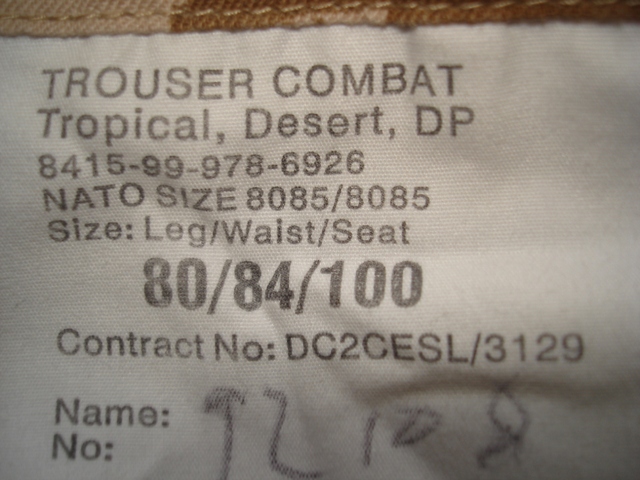 TROUSER COMBAT
Tropical, Desert, DP
8415-99-978-6926
NATO SIZE 8085/8085
Size: Leg/Waist/Seat
80/84/100
Contract No: DC2CESL/3129
Name:
No: